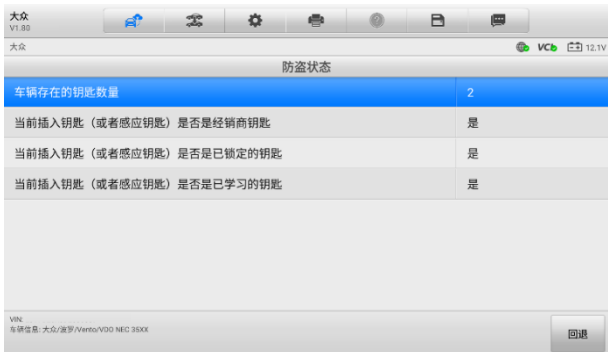 大众
V1.80
大众
VCb 12.1V
防盗状态
车辆存在的钥匙数量 2
当前插入钥匙（或者感应钥匙）是否是经销商钥匙 是
当前插入钥匙（或者感应钥匙）是否是已锁定的钥匙 是
当前插入钥匙（或者感应钥匙）是否是已学习的钥匙 是
VIN:
车辆信息: 大众/波罗/Vento/VDO NEC 35XX
回退